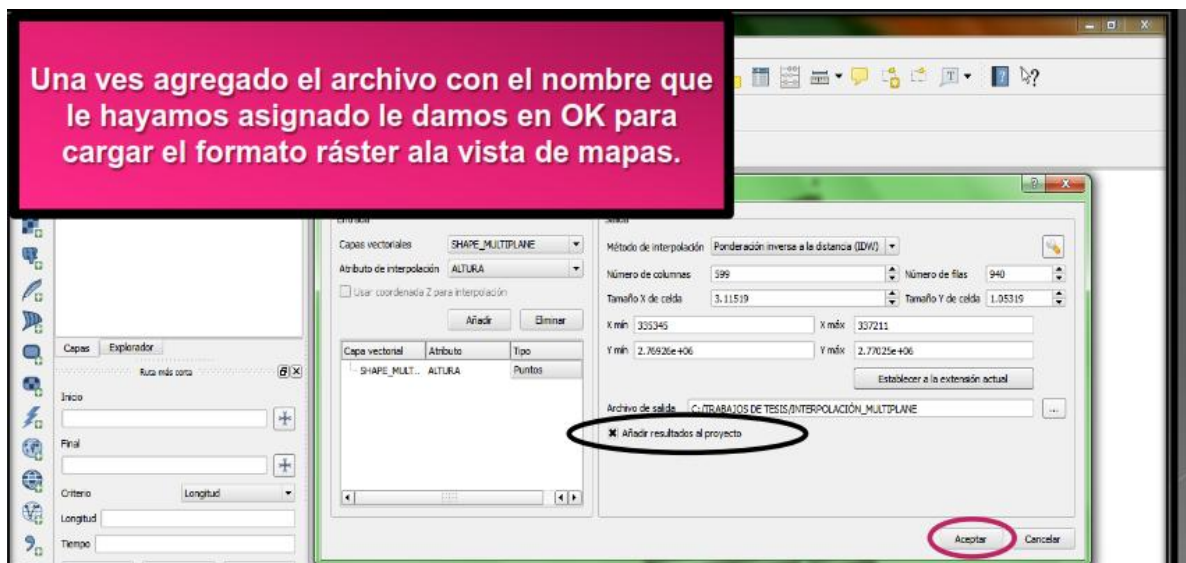 Una ves agregado el archivo con el nombre que
le hayamos asignado le damos en OK para
cargar el formato ráster ala vista de mapas.
Capas vectoriales SHAPE_MULTIPLANE
Atributo de interpolación ALTURA
Usar coordenada Z para interpolación
Añadir Eliminar
Capa vectorial Atributo Tipo
SHAPE_MULT.. ALTURA Puntos
Método de interpolación Ponderación inversa a la distancia (IDW)
Número de columnas 599 Número de filas 940
Tamaño X de celda 3.11519 Tamaño Y de celda 1.05319
X mín 335345 X máx 337211
Y mín 2.76926e+06 Y máx 2.77025e+06
Establecer a la extensión actual
Archivo de salida C:/TRABAJOS DE TESIS/INTERPOLACIÓN_MULTIPLANE ...
Añadir resultados al proyecto
Aceptar Cancelar
Capas Explorador
Ruta más corta
Inicio
Final
Criterio Longitud
Longitud
Tiempo